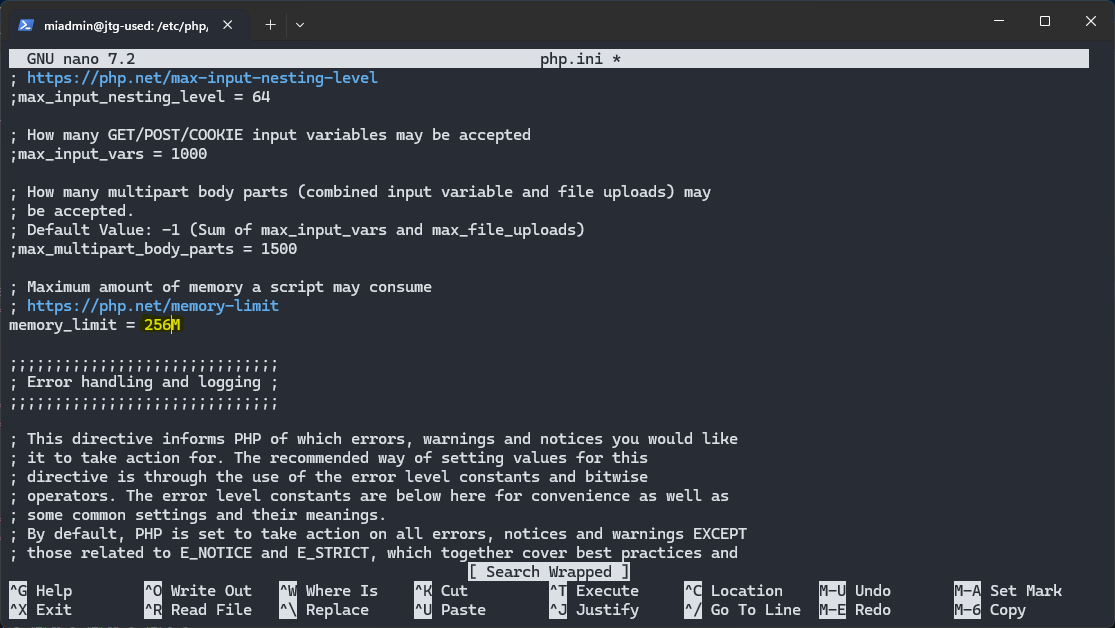 miadmin@jtg-used: /etc/php,
GNU nano 7.2 php.ini *
; https://php.net/max-input-nesting-level
;max_input_nesting_level = 64
; How many GET/POST/COOKIE input variables may be accepted
;max_input_vars = 1000
; How many multipart body parts (combined input variable and file uploads) may
; be accepted.
; Default Value: -1 (Sum of max_input_vars and max_file_uploads)
;max_multipart_body_parts = 1500
; Maximum amount of memory a script may consume
; https://php.net/memory-limit
memory_limit = 256M
;;;;;;;;;;;;;;;;;;;;;;;;;;;;;;
; Error handling and logging ;
;;;;;;;;;;;;;;;;;;;;;;;;;;;;;;
; This directive informs PHP of which errors, warnings and notices you would like
; it to take action for. The recommended way of setting values for this
; directive is through the use of the error level constants and bitwise
; operators. The error level constants are below here for convenience as well as
; some common settings and their meanings.
; By default, PHP is set to take action on all errors, notices and warnings EXCEPT
; those related to E_NOTICE and E_STRICT, which together cover best practices and
[ Search Wrapped ]
^G Help ^O Write Out ^W Where Is ^K Cut ^T Execute ^C Location M-U Undo M-A Set Mark
^X Exit ^R Read File ^\ Replace ^U Paste ^J Justify ^/ Go To Line M-E Redo M-6 Copy